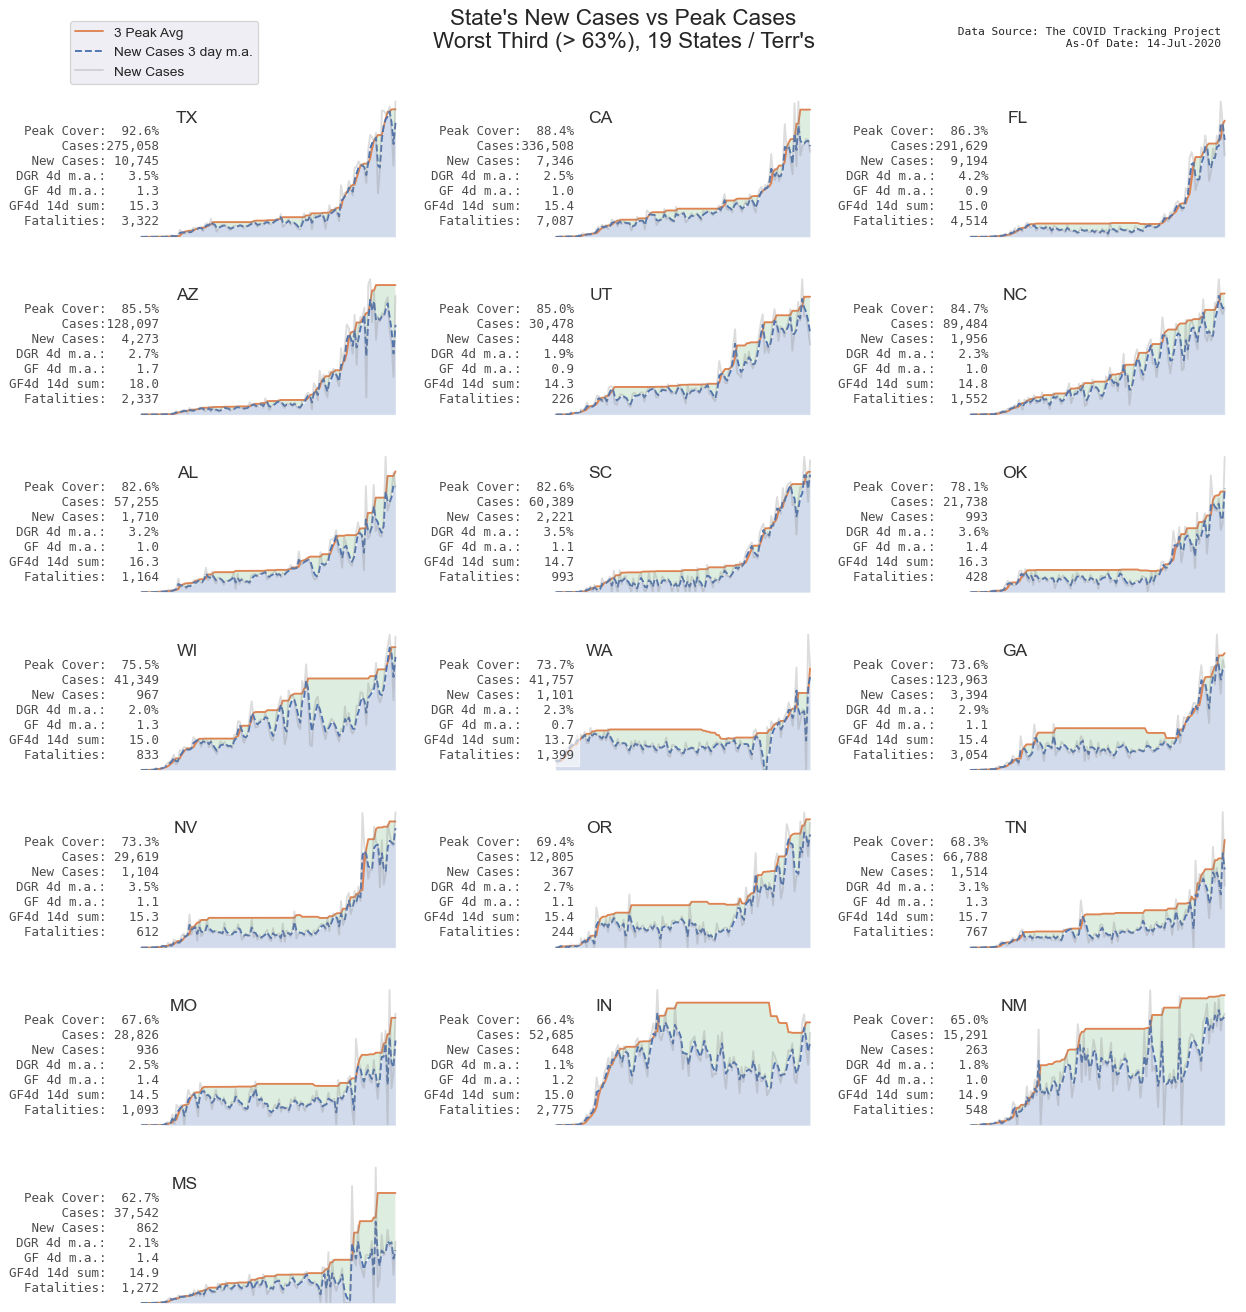 State's New Cases vs Peak Cases
Worst Third (> 63%), 19 States / Terr's
3 Peak Avg
New Cases 3 day m.a.
New Cases
Data Source: The COVID Tracking Project
As-Of Date: 14-Jul-2020
TX
Peak Cover: 92.6%
Cases:275,058
New Cases: 10,745
DGR 4d m.a.: 3.5%
GF 4d m.a.: 1.3
GF4d 14d sum: 15.3
Fatalities: 3,322
CA
Peak Cover: 88.4%
Cases:336,508
New Cases: 7,346
DGR 4d m.a.: 2.5%
GF 4d m.a.: 1.0
GF4d 14d sum: 15.4
Fatalities: 7,087
FL
Peak Cover: 86.3%
Cases:291,629
New Cases: 9,194
DGR 4d m.a.: 4.2%
GF 4d m.a.: 0.9
GF4d 14d sum: 15.0
Fatalities: 4,514
AZ
Peak Cover: 85.5%
Cases:128,097
New Cases: 4,273
DGR 4d m.a.: 2.7%
GF 4d m.a.: 1.7
GF4d 14d sum: 18.0
Fatalities: 2,337
UT
Peak Cover: 85.0%
Cases: 30,478
New Cases: 448
DGR 4d m.a.: 1.9%
GF 4d m.a.: 0.9
GF4d 14d sum: 14.3
Fatalities: 226
NC
Peak Cover: 84.7%
Cases: 89,484
New Cases: 1,956
DGR 4d m.a.: 2.3%
GF 4d m.a.: 1.0
GF4d 14d sum: 14.8
Fatalities: 1,552
AL
Peak Cover: 82.6%
Cases: 57,255
New Cases: 1,710
DGR 4d m.a.: 3.2%
GF 4d m.a.: 1.0
GF4d 14d sum: 16.3
Fatalities: 1,164
SC
Peak Cover: 82.6%
Cases: 60,389
New Cases: 2,221
DGR 4d m.a.: 3.5%
GF 4d m.a.: 1.1
GF4d 14d sum: 14.7
Fatalities: 993
OK
Peak Cover: 78.1%
Cases: 21,738
New Cases: 993
DGR 4d m.a.: 3.6%
GF 4d m.a.: 1.4
GF4d 14d sum: 16.3
Fatalities: 428
WI
Peak Cover: 75.5%
Cases: 41,349
New Cases: 967
DGR 4d m.a.: 2.0%
GF 4d m.a.: 1.3
GF4d 14d sum: 15.0
Fatalities: 833
WA
Peak Cover: 73.7%
Cases: 41,757
New Cases: 1,101
DGR 4d m.a.: 2.3%
GF 4d m.a.: 0.7
GF4d 14d sum: 13.7
Fatalities: 1,399
GA
Peak Cover: 73.6%
Cases:123,963
New Cases: 3,394
DGR 4d m.a.: 2.9%
GF 4d m.a.: 1.1
GF4d 14d sum: 15.4
Fatalities: 3,054
NV
Peak Cover: 73.3%
Cases: 29,619
New Cases: 1,104
DGR 4d m.a.: 3.5%
GF 4d m.a.: 1.1
GF4d 14d sum: 15.3
Fatalities: 612
OR
Peak Cover: 69.4%
Cases: 12,805
New Cases: 367
DGR 4d m.a.: 2.7%
GF 4d m.a.: 1.1
GF4d 14d sum: 15.4
Fatalities: 244
TN
Peak Cover: 68.3%
Cases: 66,788
New Cases: 1,514
DGR 4d m.a.: 3.1%
GF 4d m.a.: 1.3
GF4d 14d sum: 15.7
Fatalities: 767
MO
Peak Cover: 67.6%
Cases: 28,826
New Cases: 936
DGR 4d m.a.: 2.5%
GF 4d m.a.: 1.4
GF4d 14d sum: 14.5
Fatalities: 1,093
IN
Peak Cover: 66.4%
Cases: 52,685
New Cases: 648
DGR 4d m.a.: 1.1%
GF 4d m.a.: 1.2
GF4d 14d sum: 15.0
Fatalities: 2,775
NM
Peak Cover: 65.0%
Cases: 15,291
New Cases: 263
DGR 4d m.a.: 1.8%
GF 4d m.a.: 1.0
GF4d 14d sum: 14.9
Fatalities: 548
MS
Peak Cover: 62.7%
Cases: 37,542
New Cases: 862
DGR 4d m.a.: 2.1%
GF 4d m.a.: 1.4
GF4d 14d sum: 14.9
Fatalities: 1,272